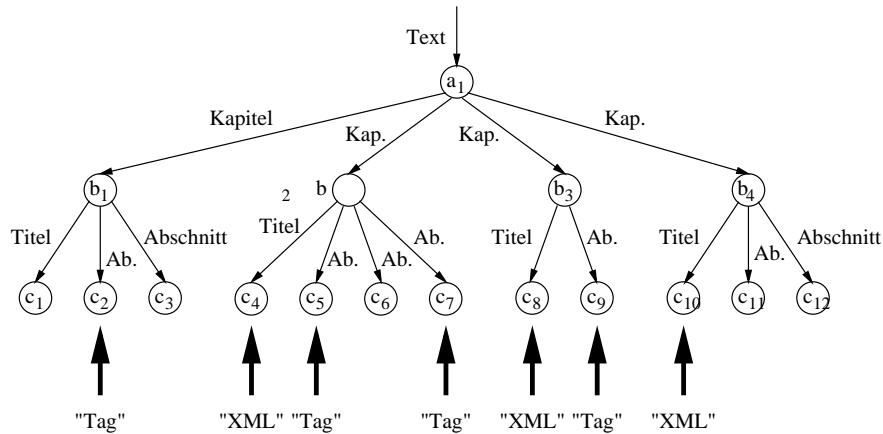 Text
a1
Kapitel Kap. Kap. Kap.
b1 2 b b3 b4
Titel Ab. Abschnitt Titel Ab. Ab. Ab. Titel Ab. Titel Ab. Abschnitt
c1 c2 c3 c4 c5 c6 c7 c8 c9 c10 c11 c12
"Tag" "XML" "Tag" "Tag" "XML" "Tag" "XML"